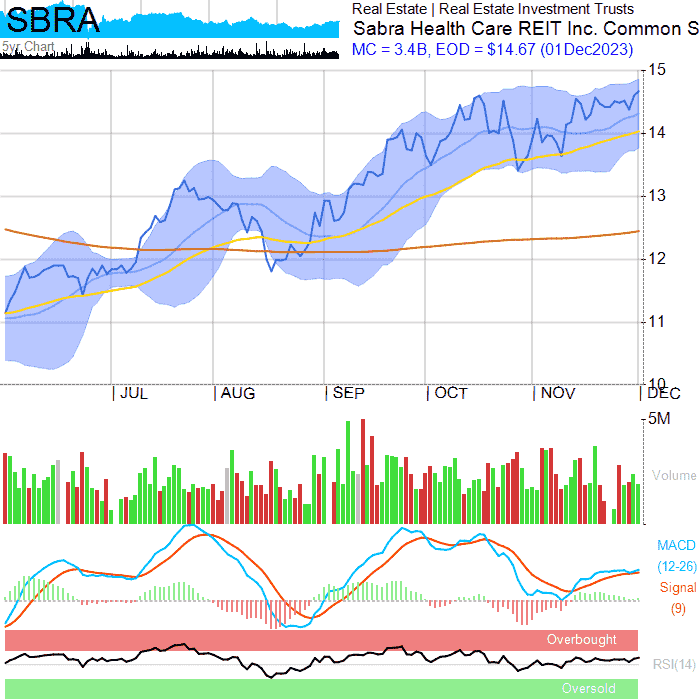 SBRA
5yr Chart
Real Estate | Real Estate Investment Trusts
Sabra Health Care REIT Inc. Common S
MC = 3.4B, EOD = $14.67 (01Dec2023)
15
14
13
12
11
10
JUL AUG SEP OCT NOV DEC
5M
Volume
MACD
(12-26)
Signal
(9)
Overbought
RSI(14)
Oversold